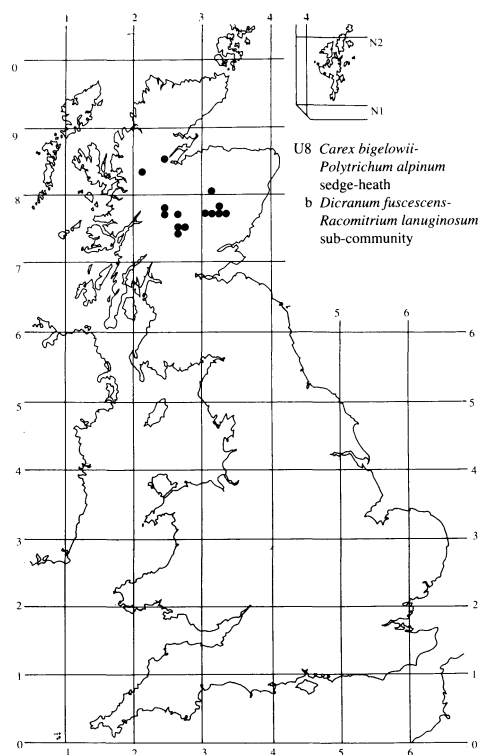 1 2 3 4
4
N2
0
N1
9
U8 Carex bigelowii-
Polytrichum alpinum
sedge-heath
8
b Dicranum fuscescens-
Racomitrium lanuginosum
sub-community
7
5 6
6 6
5 5
4 4
3 3
2 2
1 1
0 0
1 2 3 4 5 6